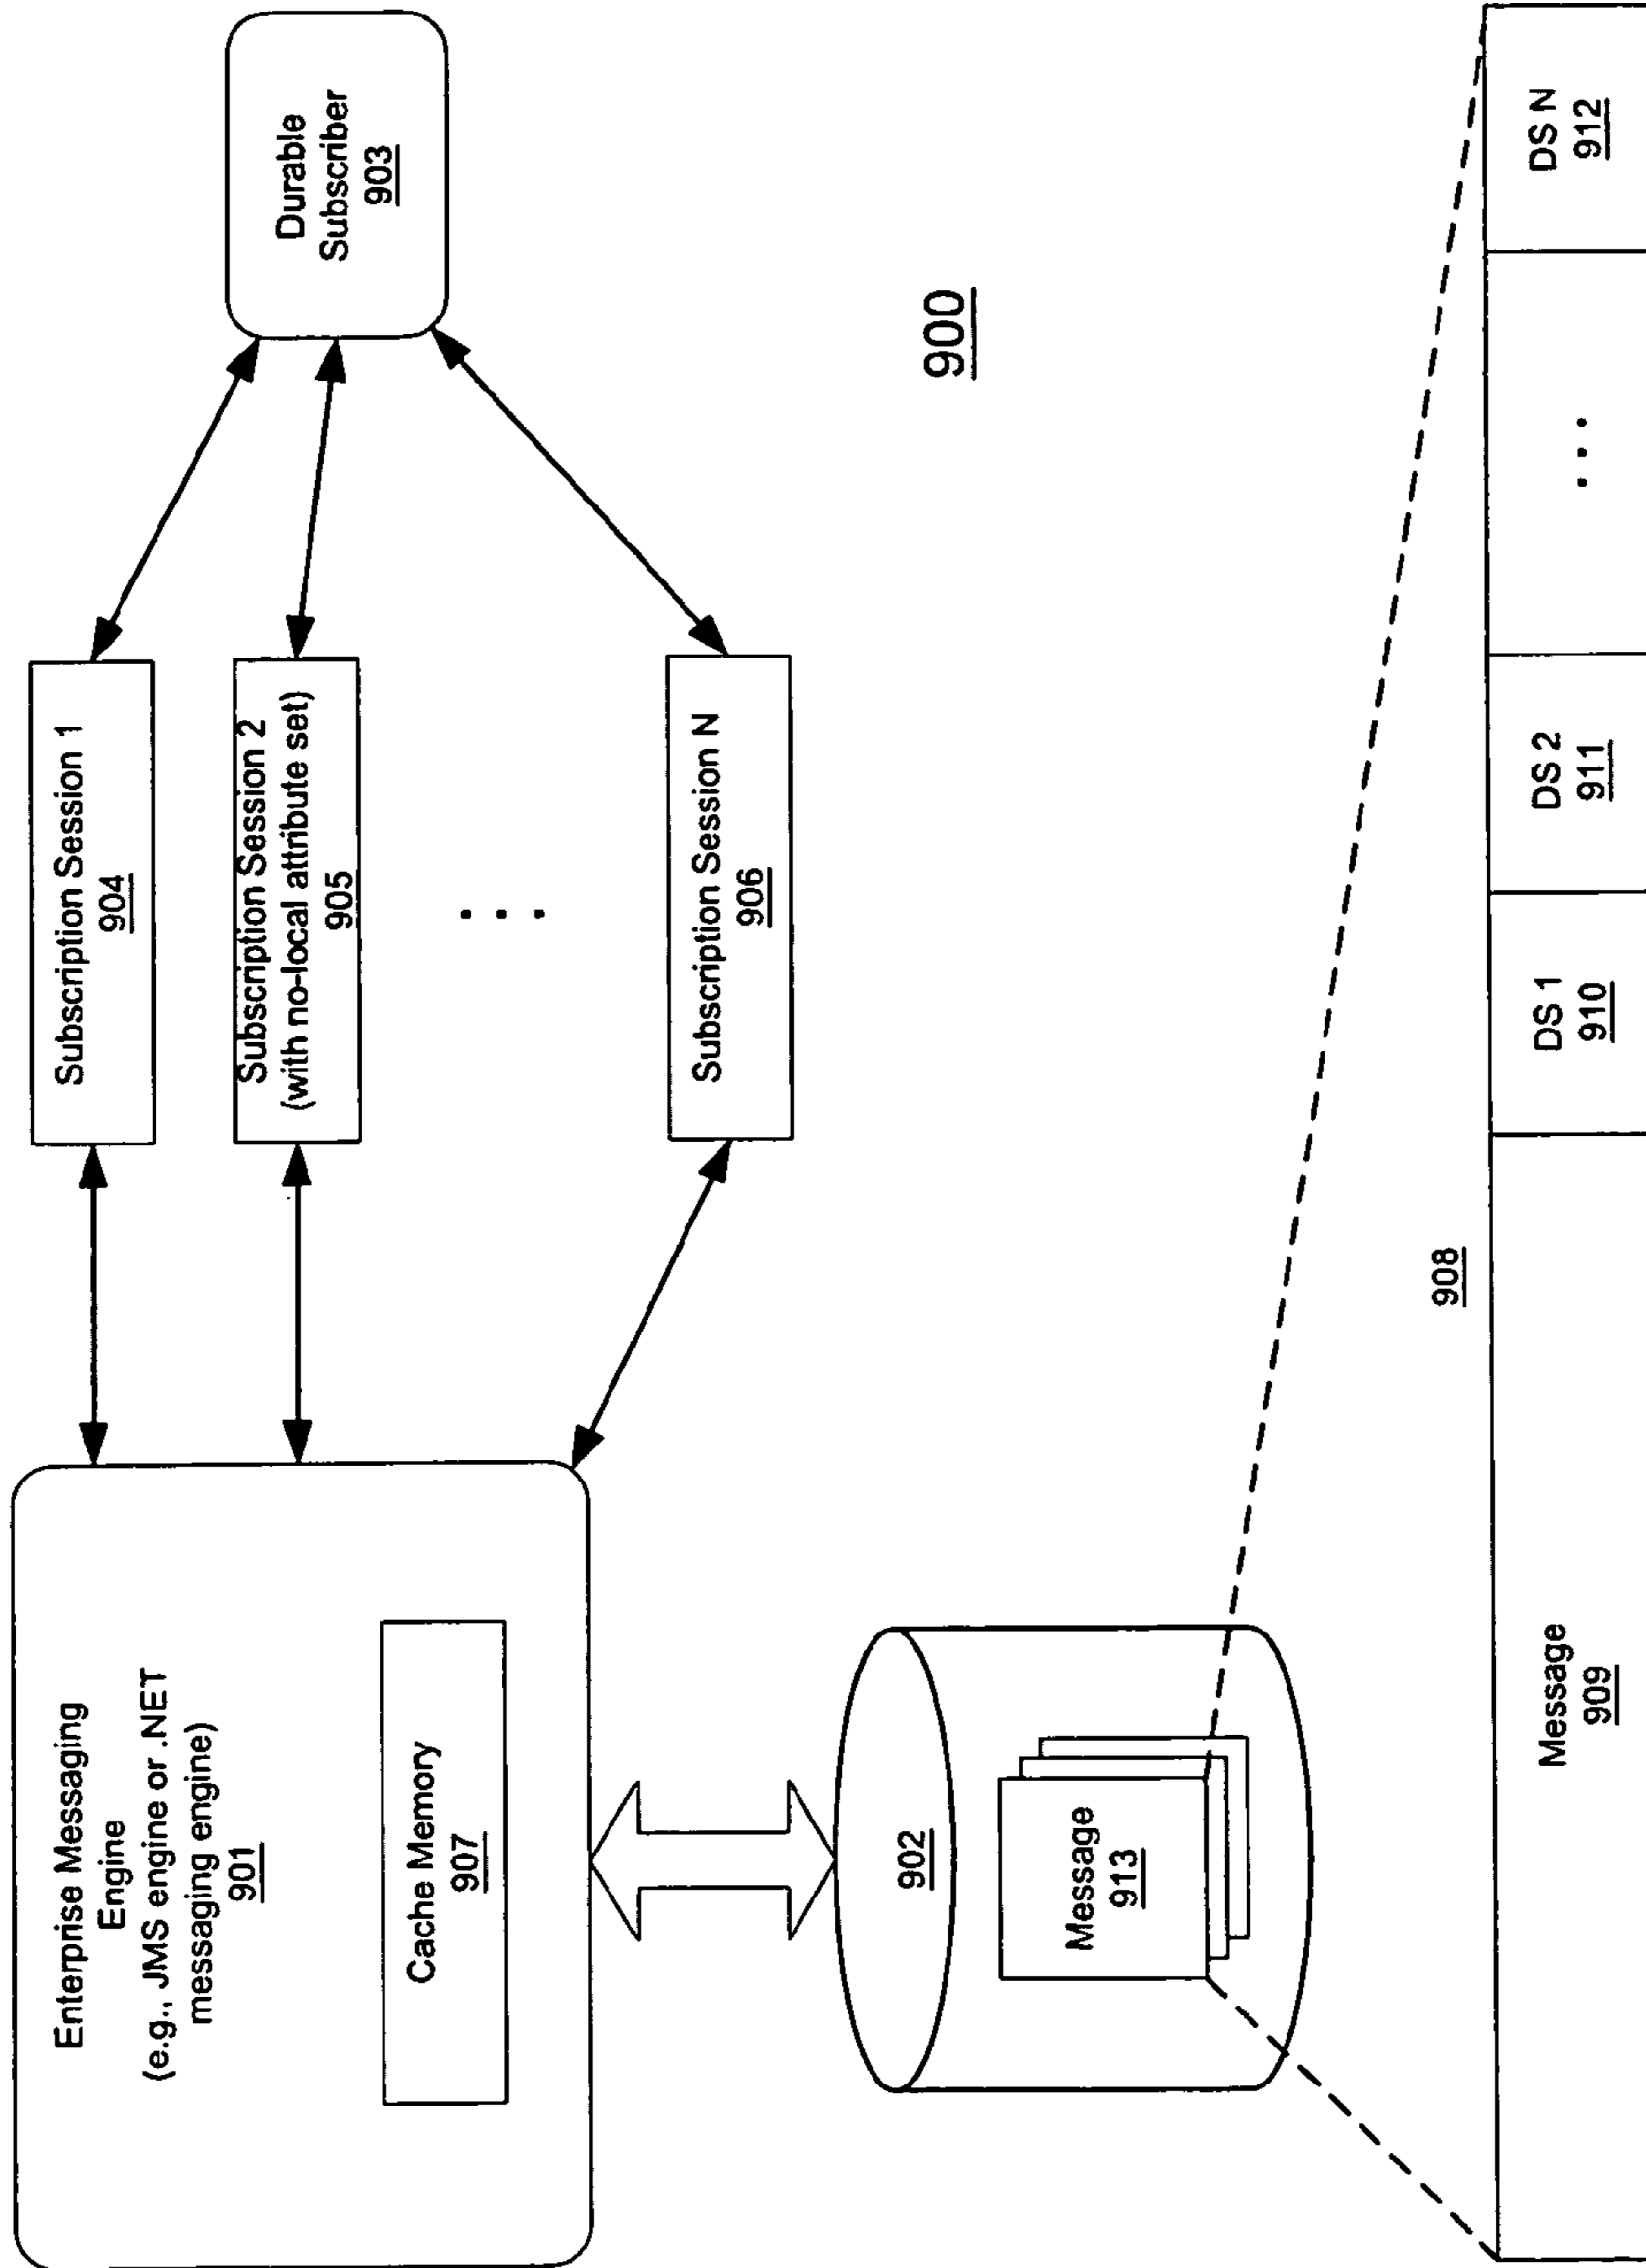 Enterprise Messaging
Engine
(e.g., JMS engine or .NET
messaging engine)
901
Cache Memory
907
Subscription Session 1
904
Subscription Session 2
(with no-local attribute set)
905
. . .
Subscription Session N
906
Durable
Subscriber
903
902
Message
913
900
908
Message
909
DS 1
910
DS 2
911
. . .
DS N
912